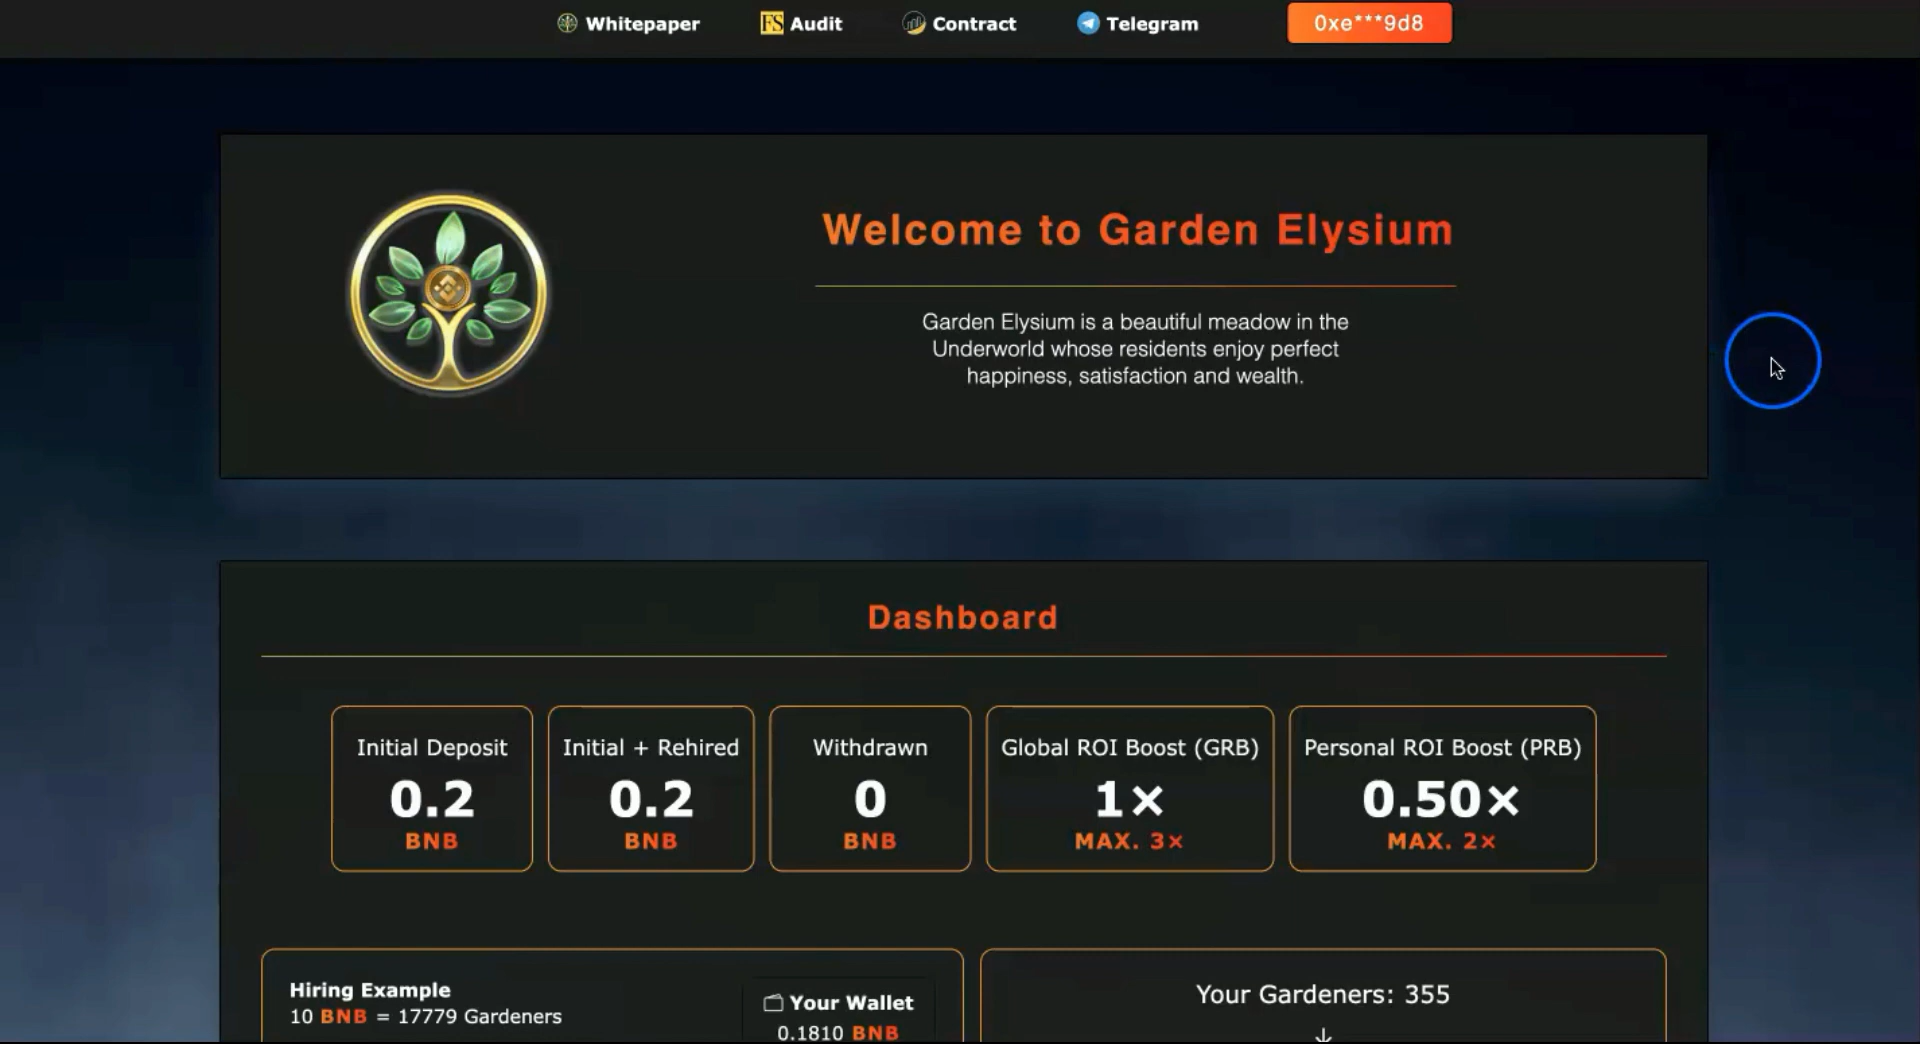 Whitepaper
FS Audit
Contract
Telegram
0xe***9d8
Welcome to Garden Elysium
Garden Elysium is a beautiful meadow in the
Underworld whose residents enjoy perfect
happiness, satisfaction and wealth.
Dashboard
Initial Deposit
0.2
BNB
Initial + Rehired
0.2
BNB
Withdrawn
0
BNB
Global ROI Boost (GRB)
1×
MAX. 3×
Personal ROI Boost (PRB)
0.50×
MAX. 2×
Hiring Example
10 BNB = 17779 Gardeners
Your Wallet
0.1810 BNB
Your Gardeners: 355
↓